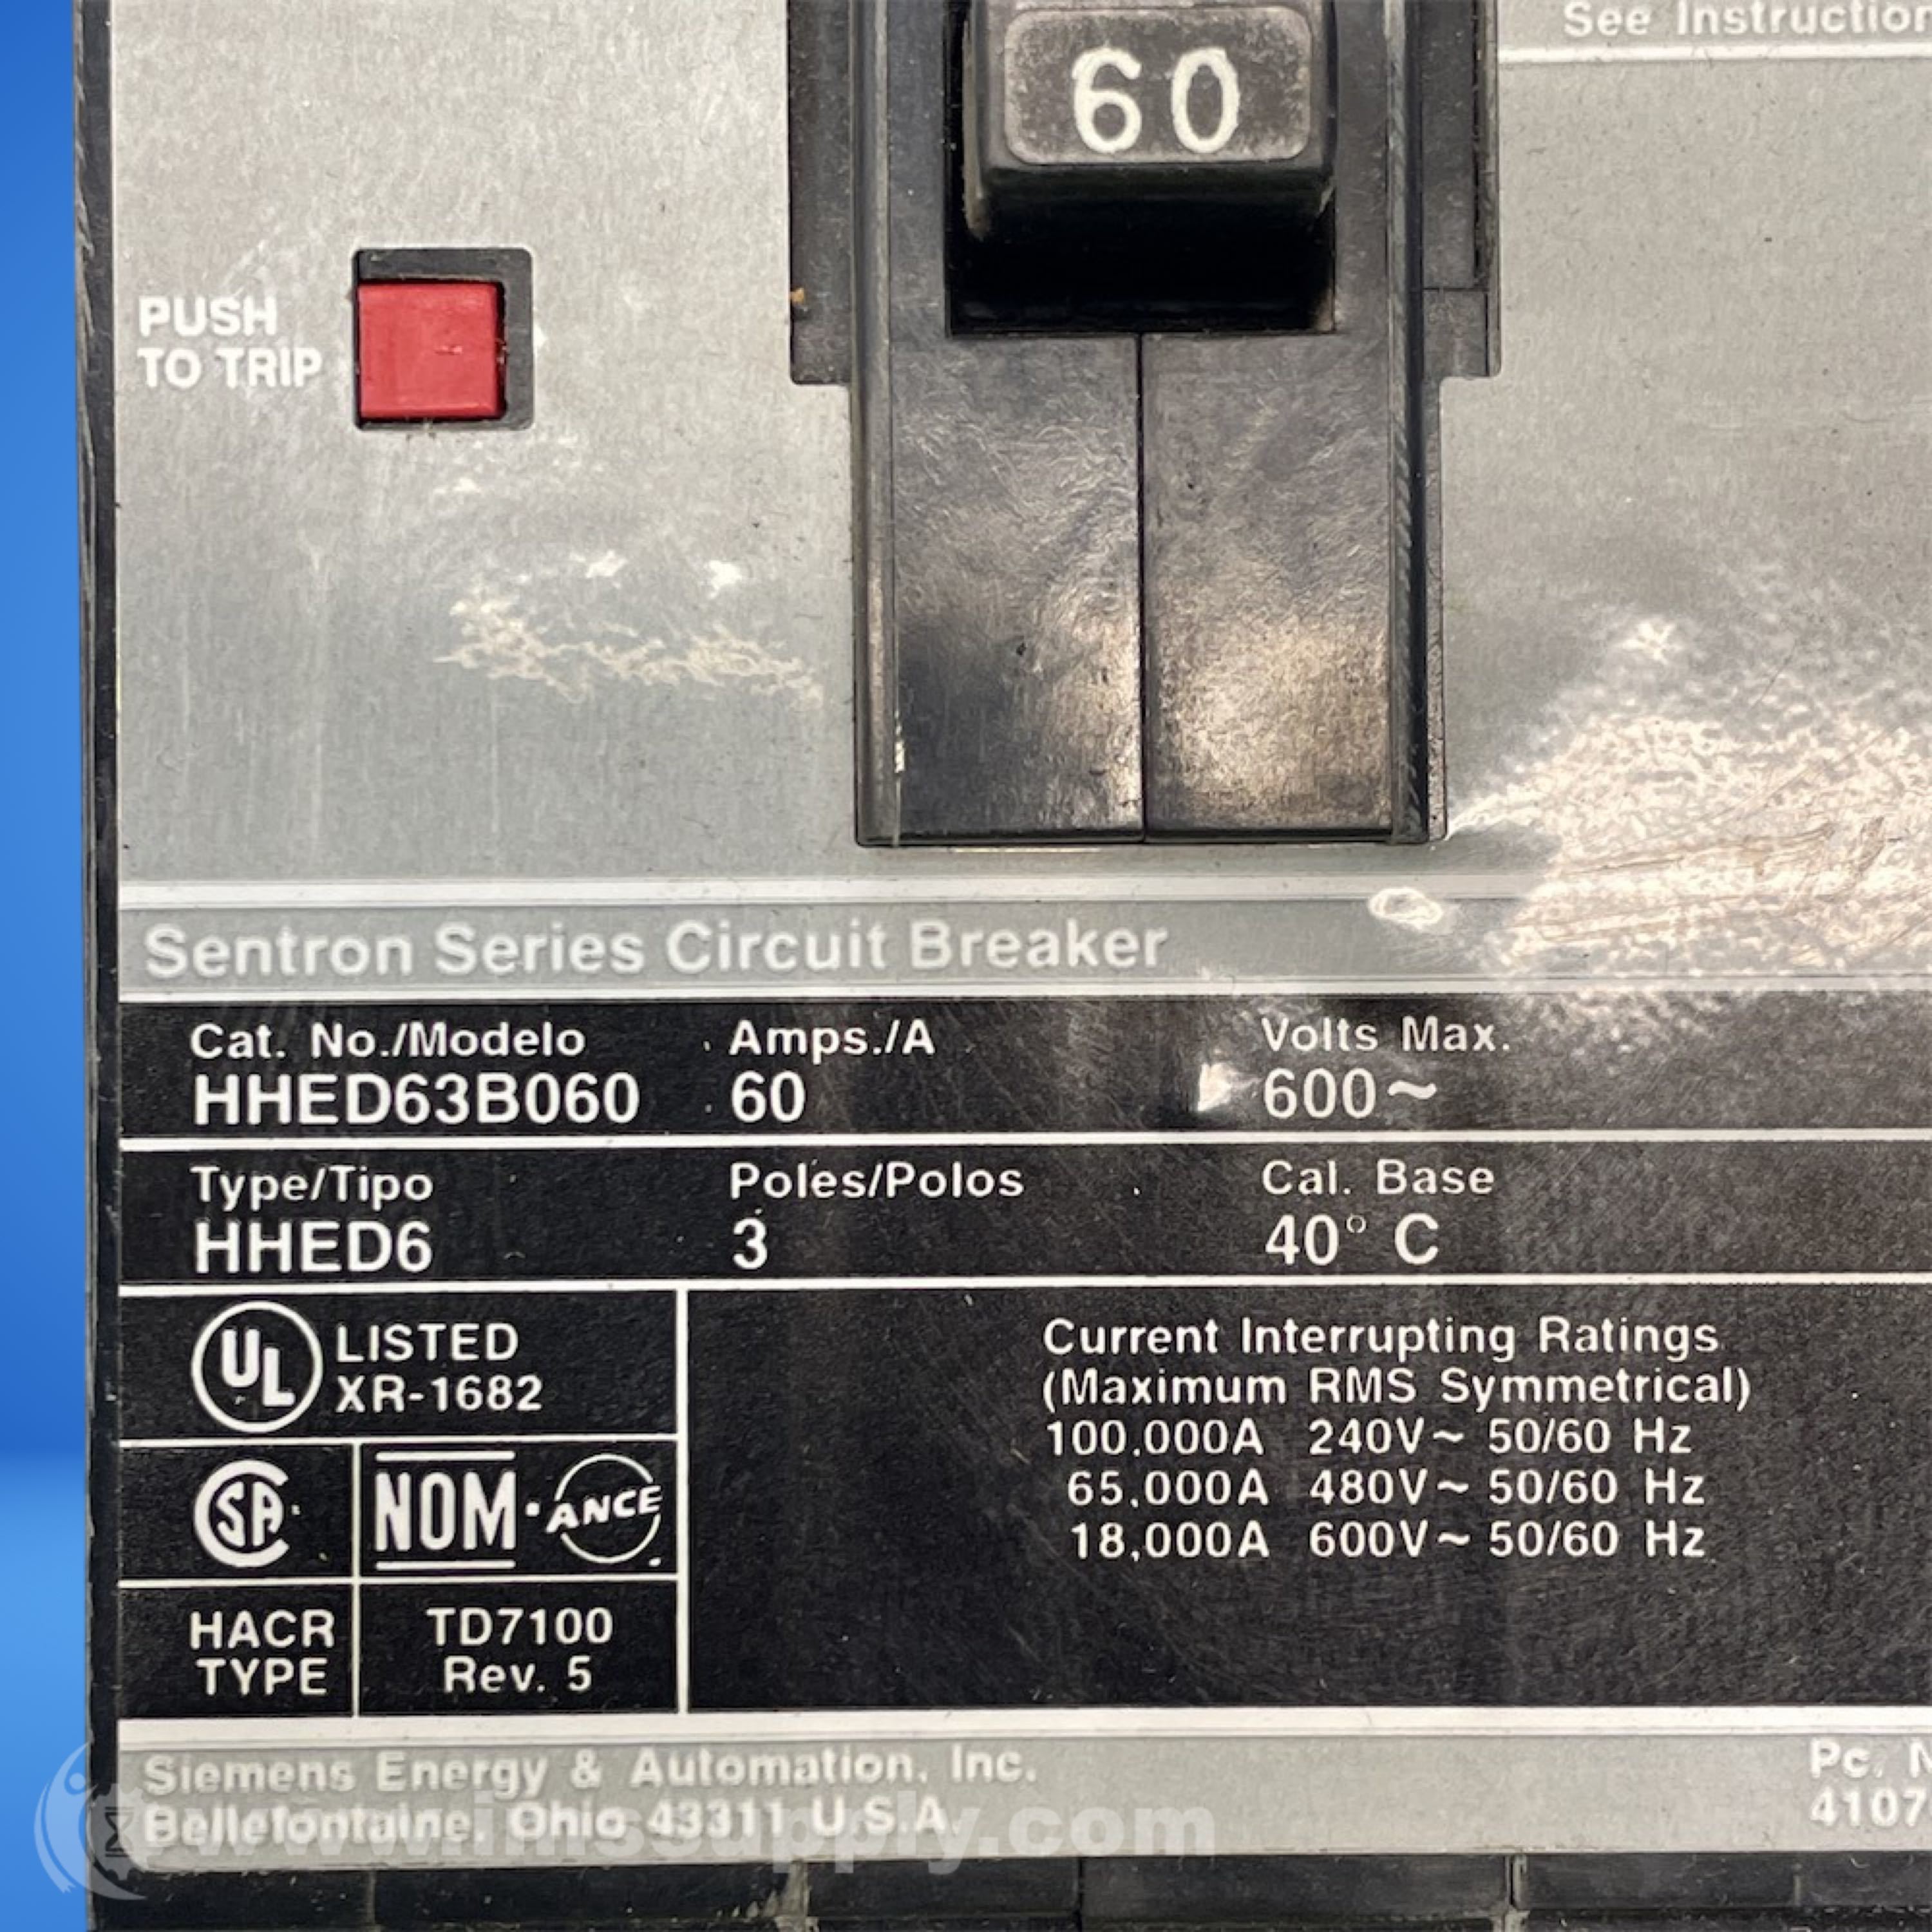 See Instruction
60
PUSH
TO TRIP
Sentron Series Circuit Breaker
Cat. No./Modelo Amps./A Volts Max.
HHED63B060 60 600~
Type/Tipo Poles/Polos Cal. Base
HHED6 3 40° C
UL LISTED
XR-1682
Current Interrupting Ratings
(Maximum RMS Symmetrical)
100,000A 240V~ 50/60 Hz
65,000A 480V~ 50/60 Hz
18,000A 600V~ 50/60 Hz
SA NOM·ANCE
HACR
TYPE
TD7100
Rev. 5
Siemens Energy & Automation, Inc. Pc. N
Bellefontaine, Ohio 43311 U.S.A. 4107
www.imssupply.com